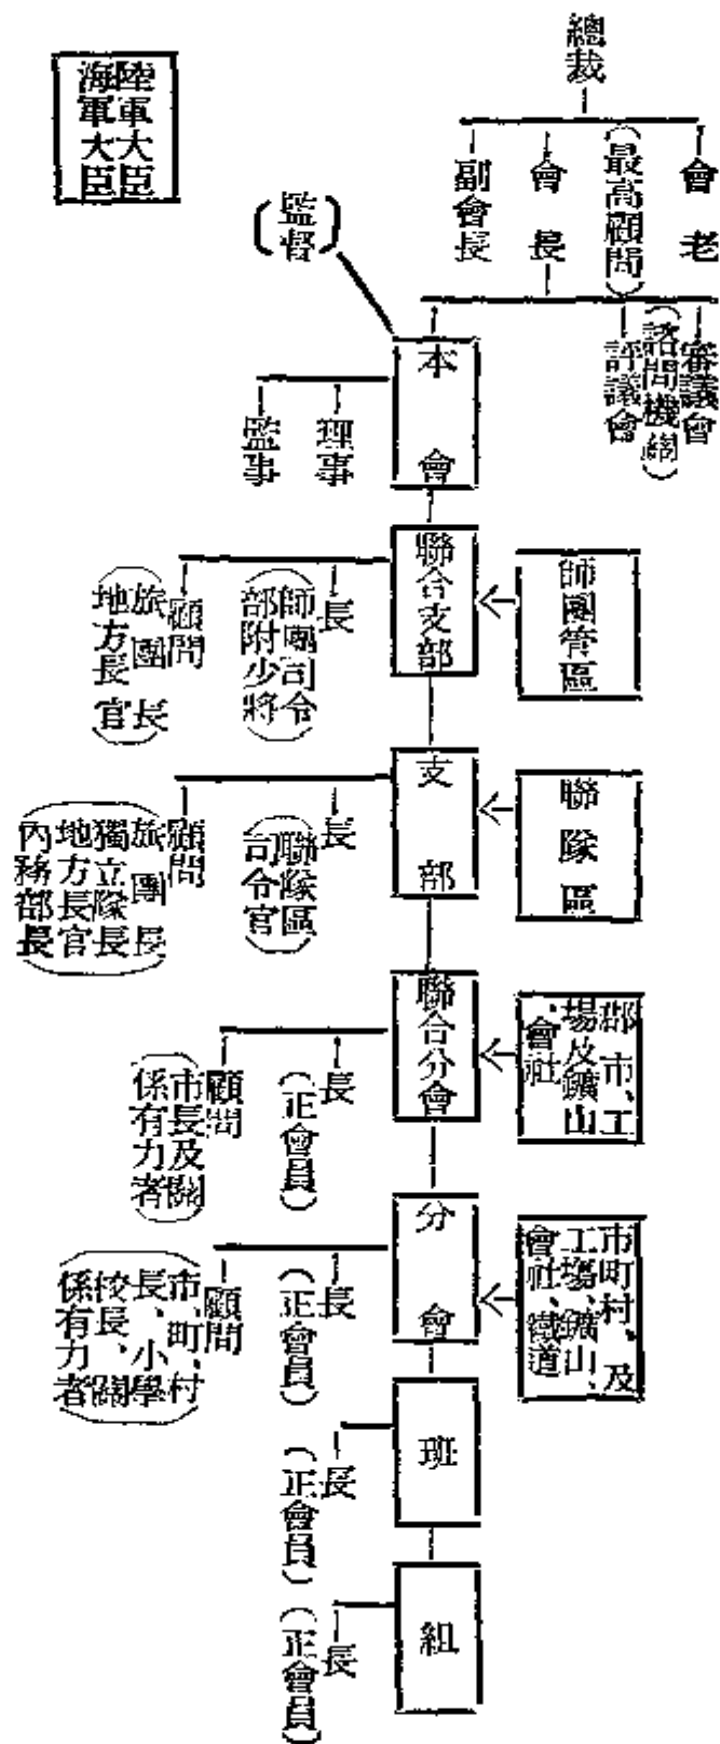 總裁
會老
(最高顧問)
會長
副會長
審議會
(諮問機關)
評議會
陸軍大臣
海軍大臣
(監督)
本會
理事
監事
師團管區
聯合支部
長
(師團司令
部附少將)
顧問
(旅團長
地方長官)
聯隊區
支部
長
(聯隊區
司令官)
顧問
(旅團長
獨立隊長
地方長官
內務部長)
郡、市、工
場及鑛山
、會社
聯合分會
長
(正會員)
顧問
(市長及關
係有力者)
市町村、及
工場、鑛山、
會社、鐵道
分會
長
(正會員)
顧問
(市、町、村
長、小學
校長、關
係有力者)
班
長
(正會員)
組
長
(正會員)